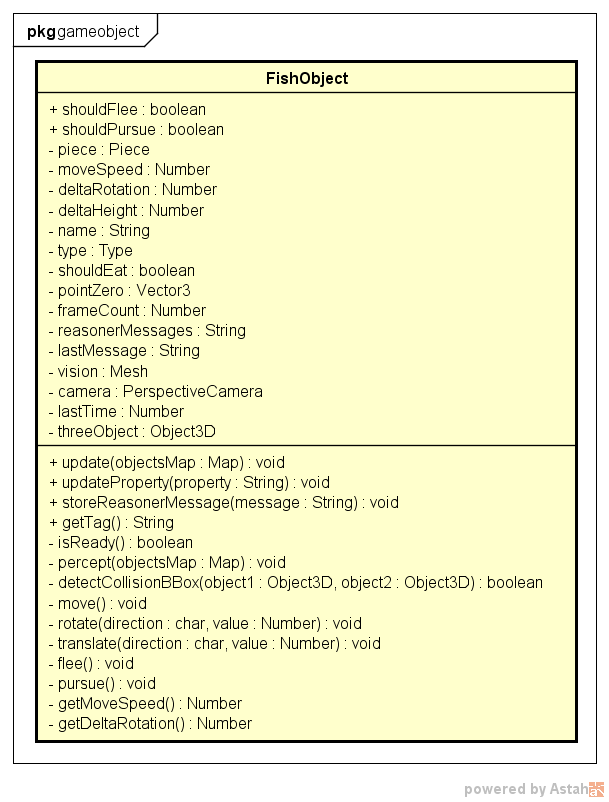 pkg gameobject
FishObject
+ shouldFlee : boolean
+ shouldPursue : boolean
- piece : Piece
- moveSpeed : Number
- deltaRotation : Number
- deltaHeight : Number
- name : String
- type : Type
- shouldEat : boolean
- pointZero : Vector3
- frameCount : Number
- reasonerMessages : String
- lastMessage : String
- vision : Mesh
- camera : PerspectiveCamera
- lastTime : Number
- threeObject : Object3D
+ update(objectsMap : Map) : void
+ updateProperty(property : String) : void
+ storeReasonerMessage(message : String) : void
+ getTag() : String
- isReady() : boolean
- percept(objectsMap : Map) : void
- detectCollisionBBox(object1 : Object3D, object2 : Object3D) : boolean
- move() : void
- rotate(direction : char, value : Number) : void
- translate(direction : char, value : Number) : void
- flee() : void
- pursue() : void
- getMoveSpeed() : Number
- getDeltaRotation() : Number
powered by Astah